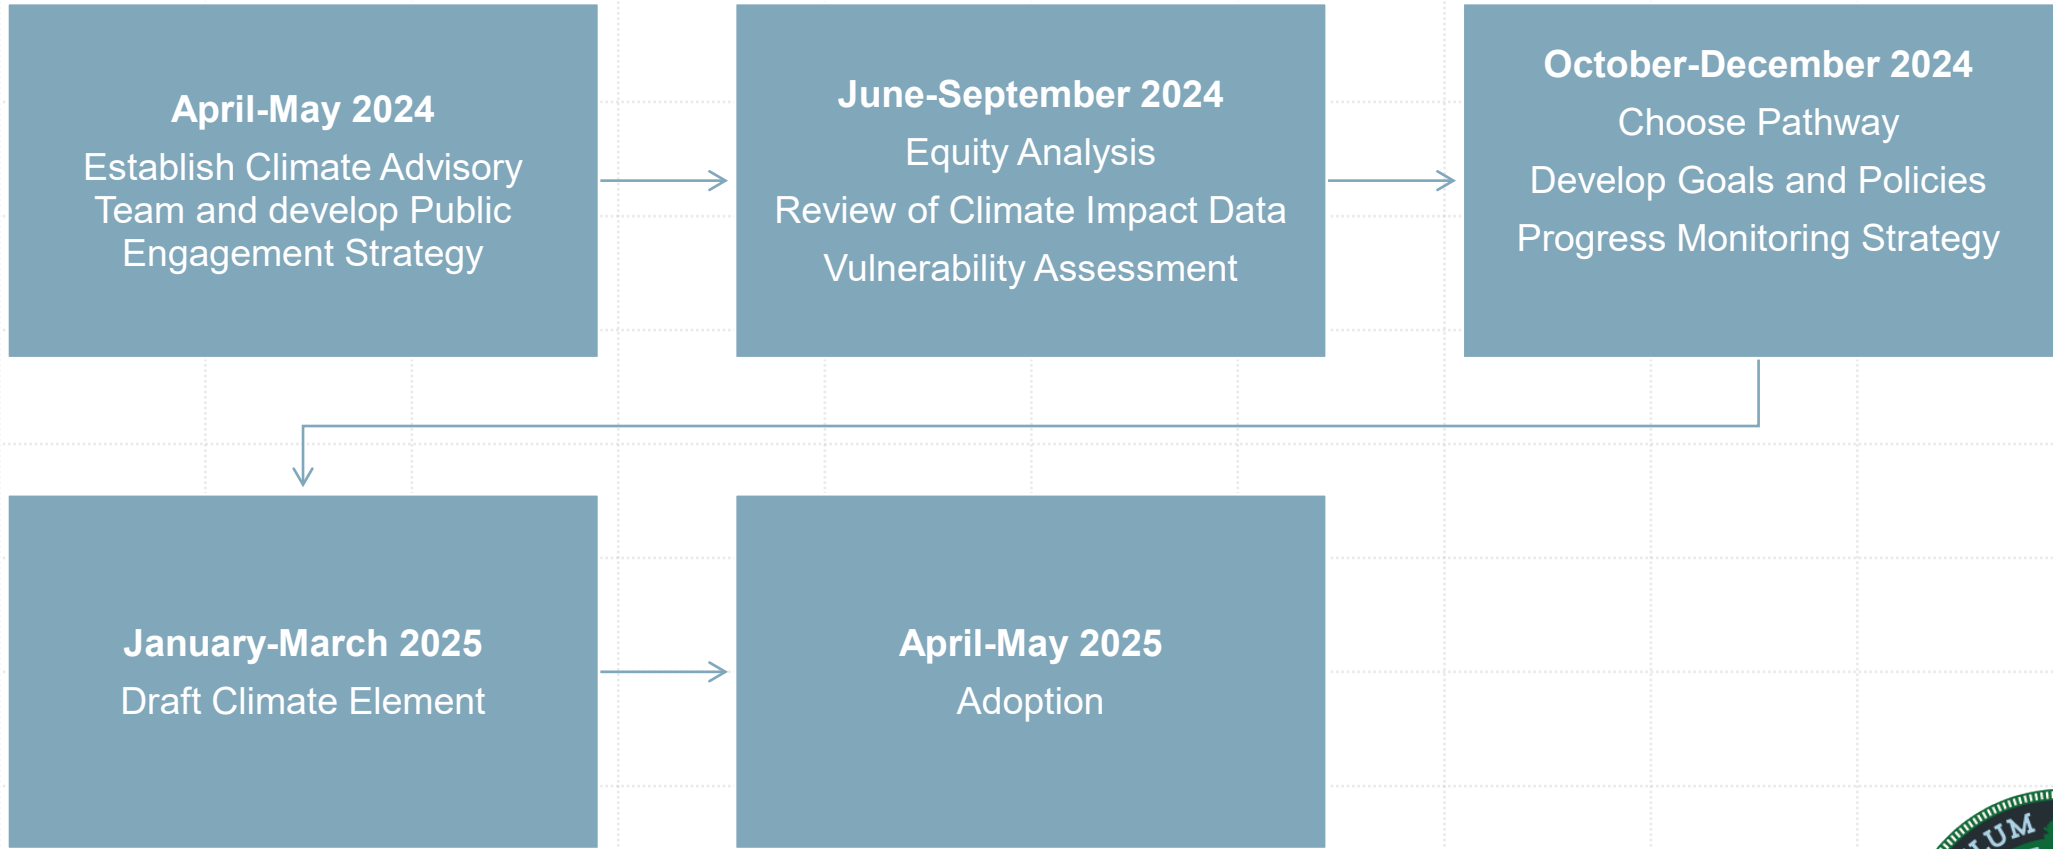 April-May 2024
Establish Climate Advisory
Team and develop Public
Engagement Strategy
June-September 2024
Equity Analysis
Review of Climate Impact Data
Vulnerability Assessment
October-December 2024
Choose Pathway
Develop Goals and Policies
Progress Monitoring Strategy
January-March 2025
Draft Climate Element
April-May 2025
Adoption